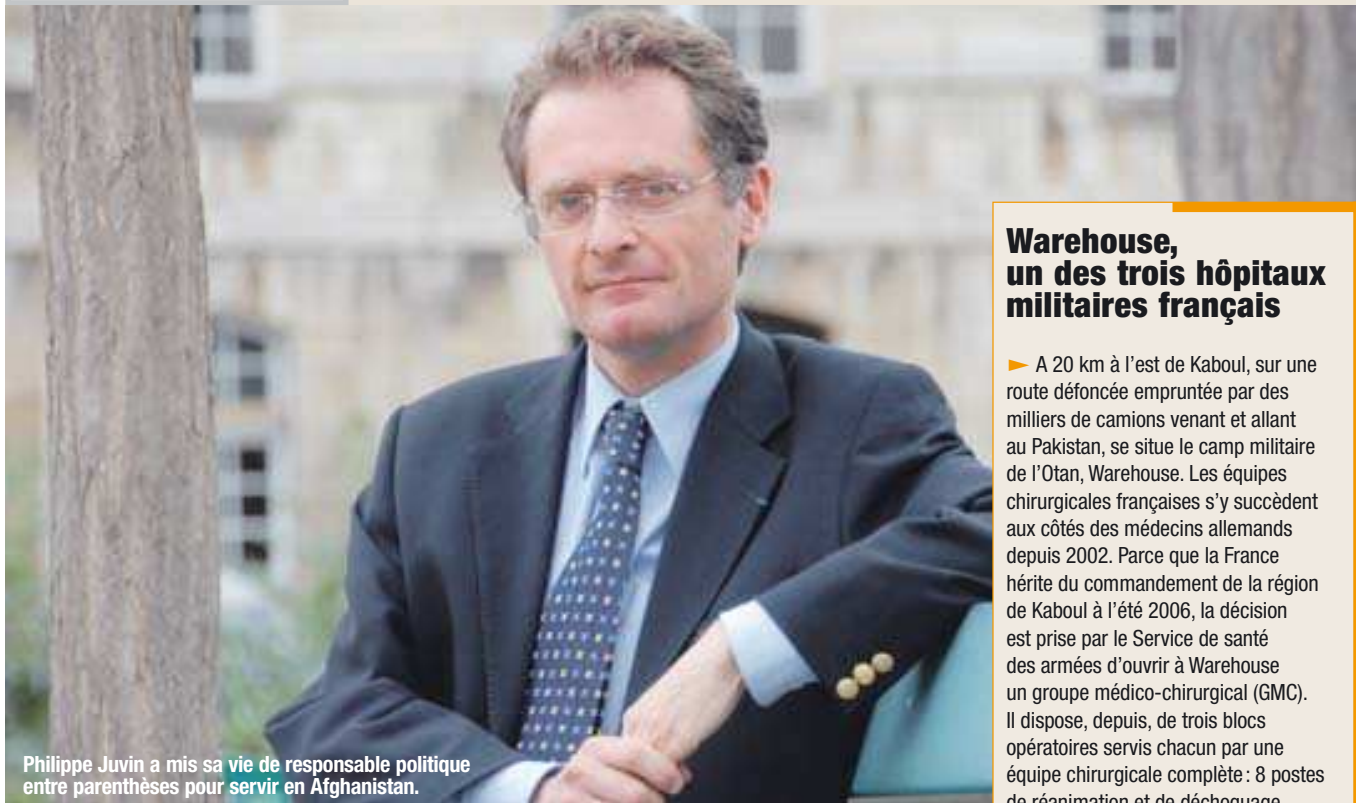 Philippe Juvin a mis sa vie de responsable politique
entre parenthèses pour servir en Afghanistan.
Warehouse,
un des trois hôpitaux
militaires français
► A 20 km à l'est de Kaboul, sur une
route défoncée empruntée par des
milliers de camions venant et allant
au Pakistan, se situe le camp militaire
de l'Otan, Warehouse. Les équipes
chirurgicales françaises s'y succèdent
aux côtés des médecins allemands
depuis 2002. Parce que la France
hérite du commandement de la région
de Kaboul à l'été 2006, la décision
est prise par le Service de santé
des armées d'ouvrir à Warehouse
un groupe médico-chirurgical (GMC).
Il dispose, depuis, de trois blocs
opératoires servis chacun par une
équipe chirurgicale complète : 8 postes
de réanimation et de déchoquage